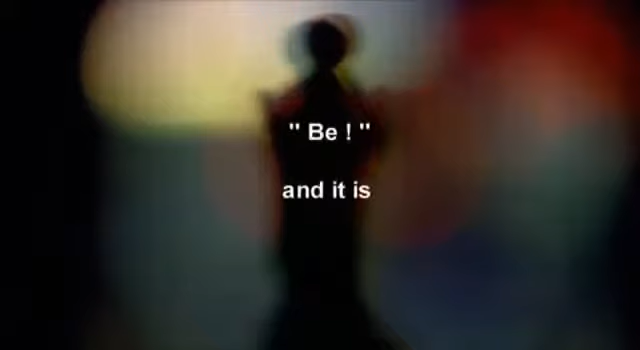 " Be ! "
and it is